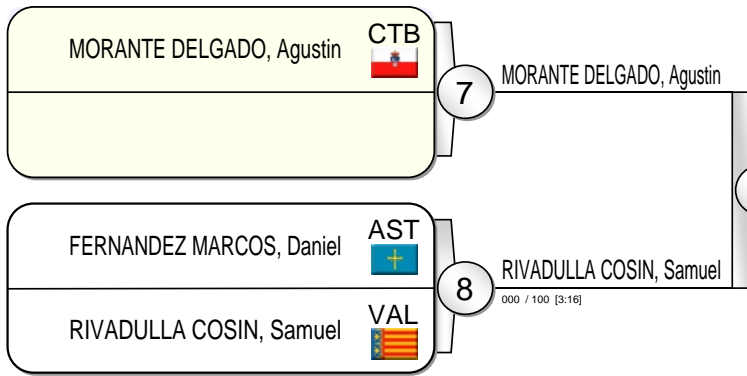 MORANTE DELGADO, Agustin CTB
7 MORANTE DELGADO, Agustin
FERNANDEZ MARCOS, Daniel AST
8 RIVADULLA COSIN, Samuel
000 / 100 [3:16]
RIVADULLA COSIN, Samuel VAL